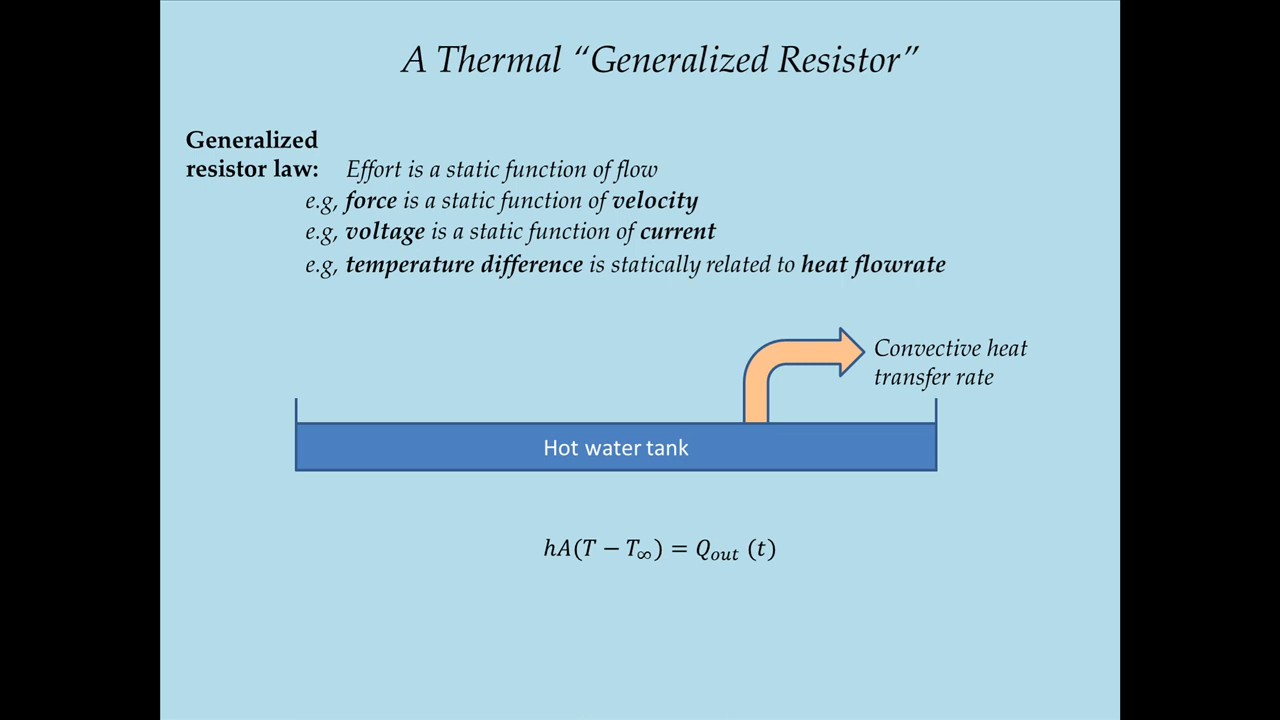 A Thermal “Generalized Resistor”
Generalized
resistor law: Effort is a static function of flow
e.g, force is a static function of velocity
e.g, voltage is a static function of current
e.g, temperature difference is statically related to heat flowrate
Convective heat
transfer rate
Hot water tank
ℎ𝐴(𝑇 − 𝑇∞) = 𝑄𝑜𝑢𝑡 (𝑡)